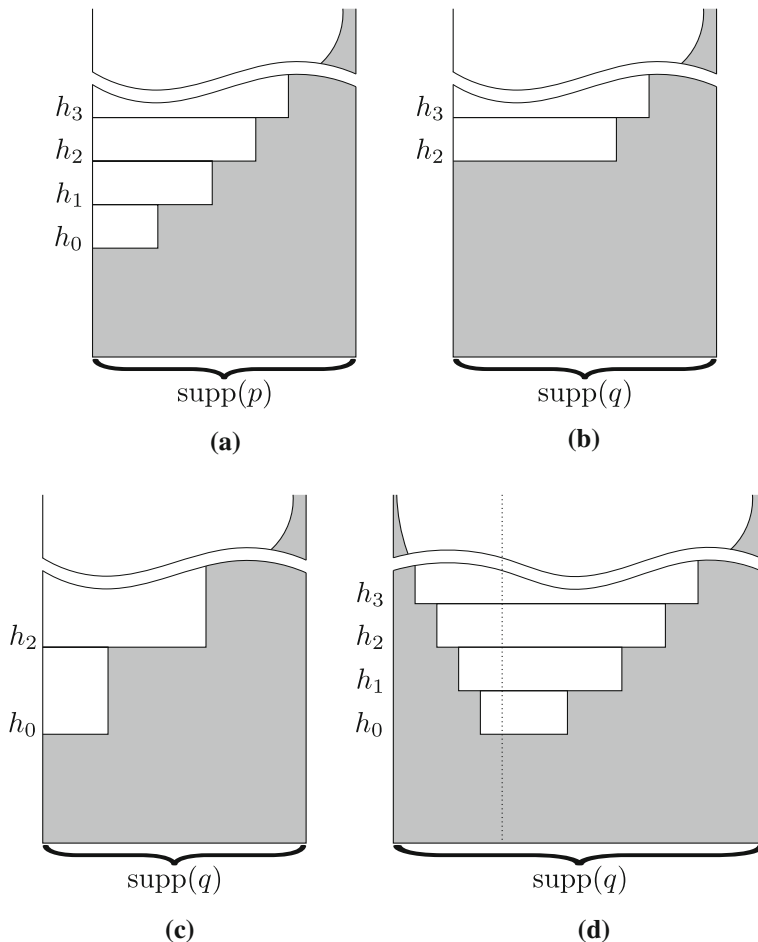 h₃
h₂
h₁
h₀
supp(p)
(a)
h₃
h₂
supp(q)
(b)
h₂
h₀
supp(q)
(c)
h₃
h₂
h₁
h₀
supp(q)
(d)